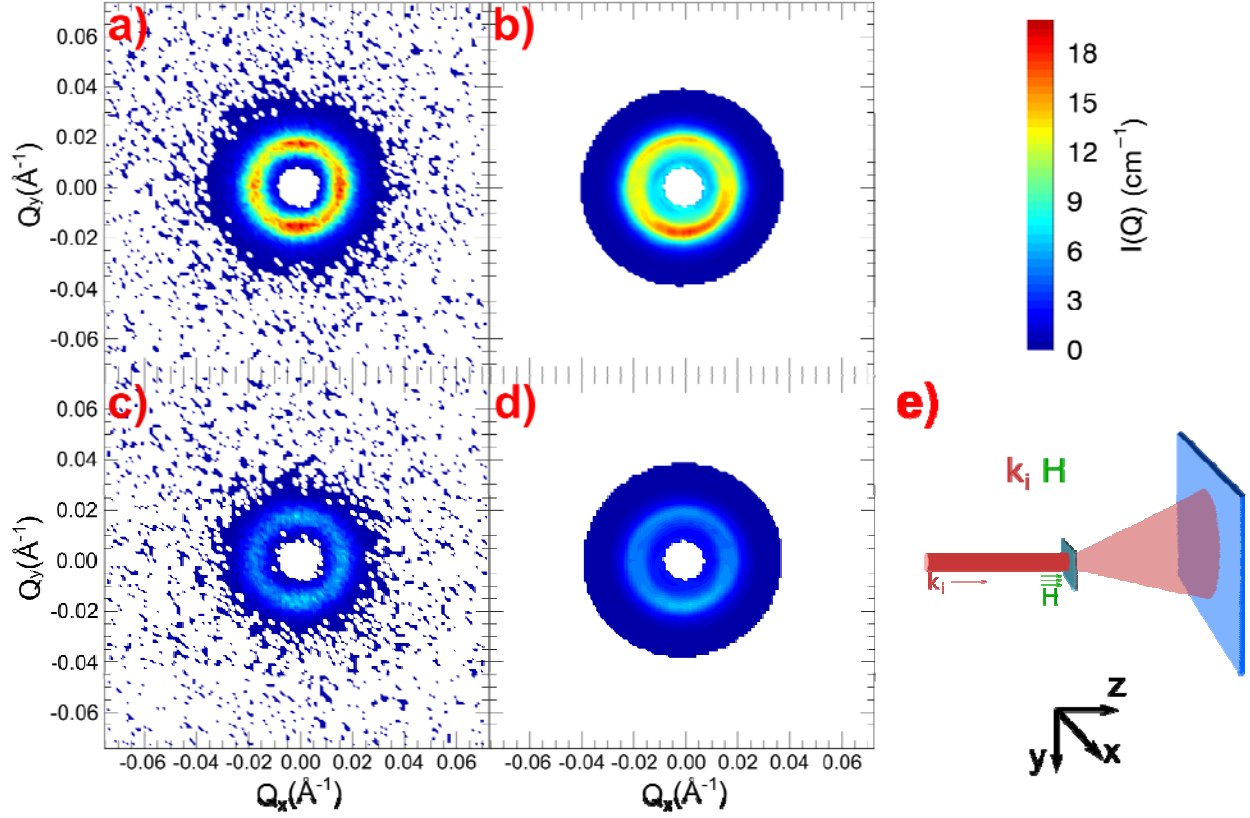 a)
b)
0.06
0.04
0.02
0.00
-0.02
-0.04
-0.06
Qy(Å-1)
18
15
12
9
6
3
0
I(Q) (cm−1)
c)
d)
e)
0.06
0.04
0.02
0.00
-0.02
-0.04
-0.06
Qy(Å-1)
ki H
ki
H
z
y
x
-0.06 -0.04 -0.02 0.00 0.02 0.04 0.06
-0.06 -0.04 -0.02 0.00 0.02 0.04 0.06
Qx(Å-1)
Qx(Å-1)